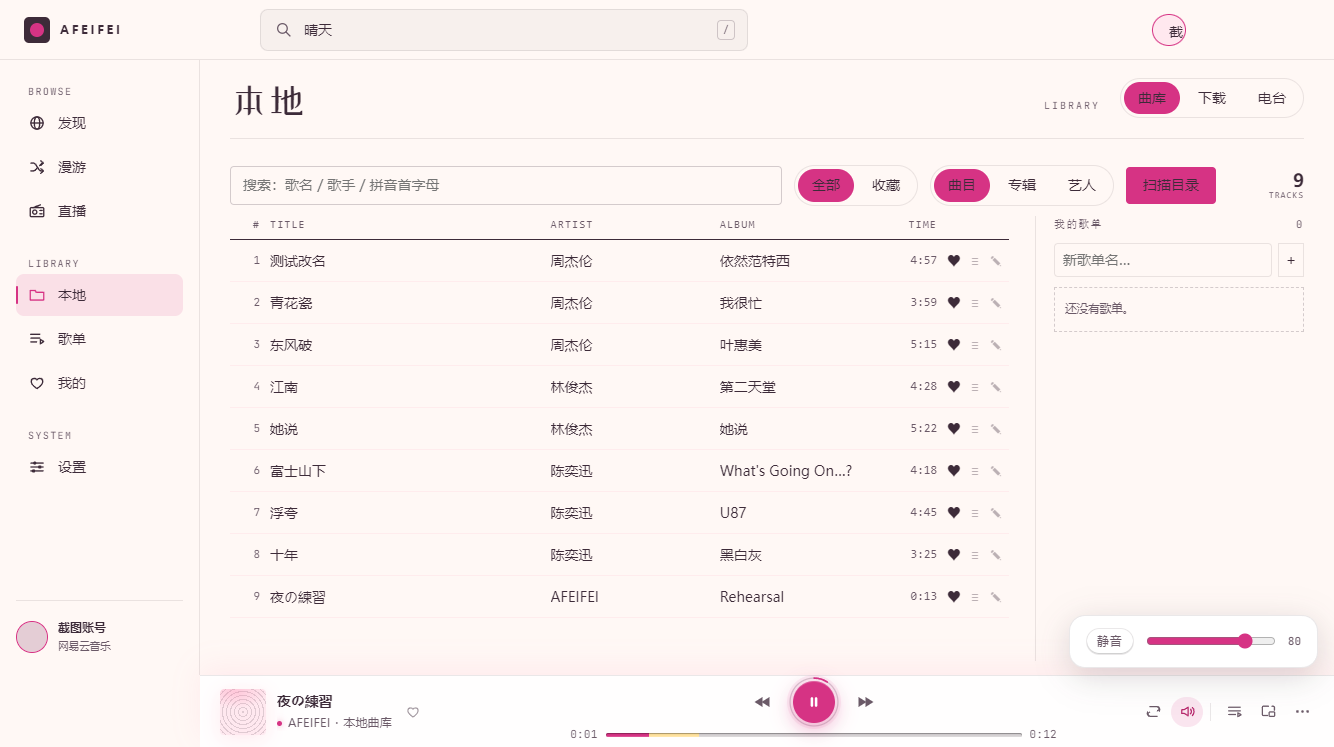 AFEIFEI
晴天
/
截
BROWSE
发现
漫游
直播
LIBRARY
本地
歌单
我的
SYSTEM
设置
截图账号
网易云音乐
本地
LIBRARY
曲库 下载 电台
搜索：歌名 / 歌手 / 拼音首字母
全部 收藏
曲目 专辑 艺人
扫描目录
9
TRACKS
# TITLE ARTIST ALBUM TIME
1 测试改名 周杰伦 依然范特西 4:57
2 青花瓷 周杰伦 我很忙 3:59
3 东风破 周杰伦 叶惠美 5:15
4 江南 林俊杰 第二天堂 4:28
5 她说 林俊杰 她说 5:22
6 富士山下 陈奕迅 What's Going On...? 4:18
7 浮夸 陈奕迅 U87 4:45
8 十年 陈奕迅 黑白灰 3:25
9 夜の練習 AFEIFEI Rehearsal 0:13
我的歌单 0
新歌单名... +
还没有歌单。
静音 80
夜の練習
AFEIFEI · 本地曲库
0:01 0:12